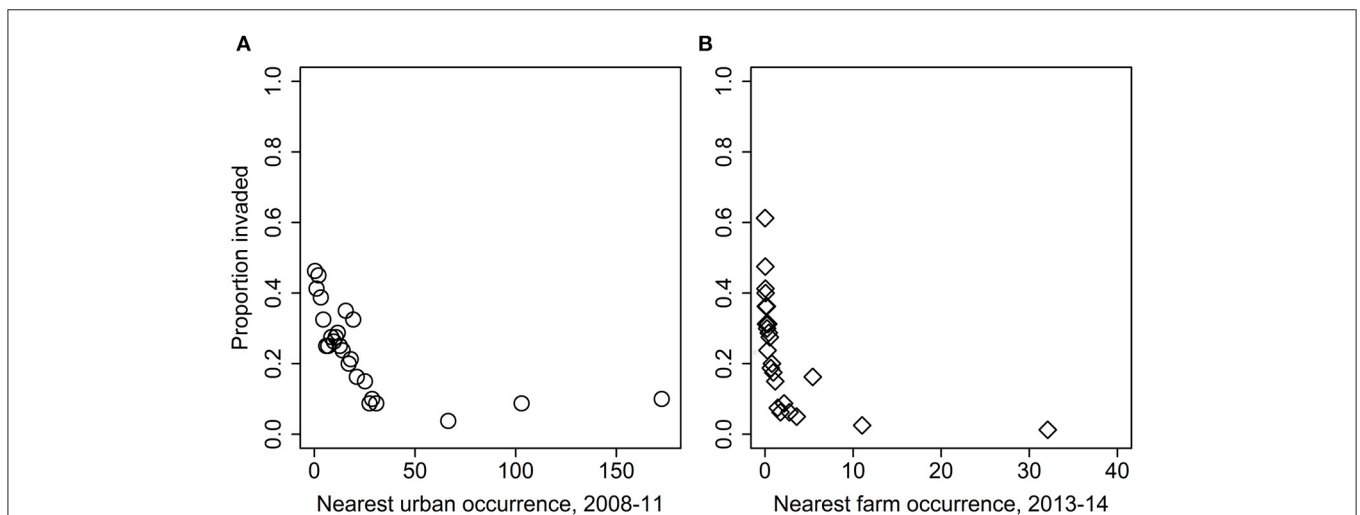 A
B
Proportion invaded
1.0
0.8
0.6
0.4
0.2
0.0
0 50 100 150
Nearest urban occurrence, 2008-11
1.0
0.8
0.6
0.4
0.2
0.0
0 10 20 30 40
Nearest farm occurrence, 2013-14